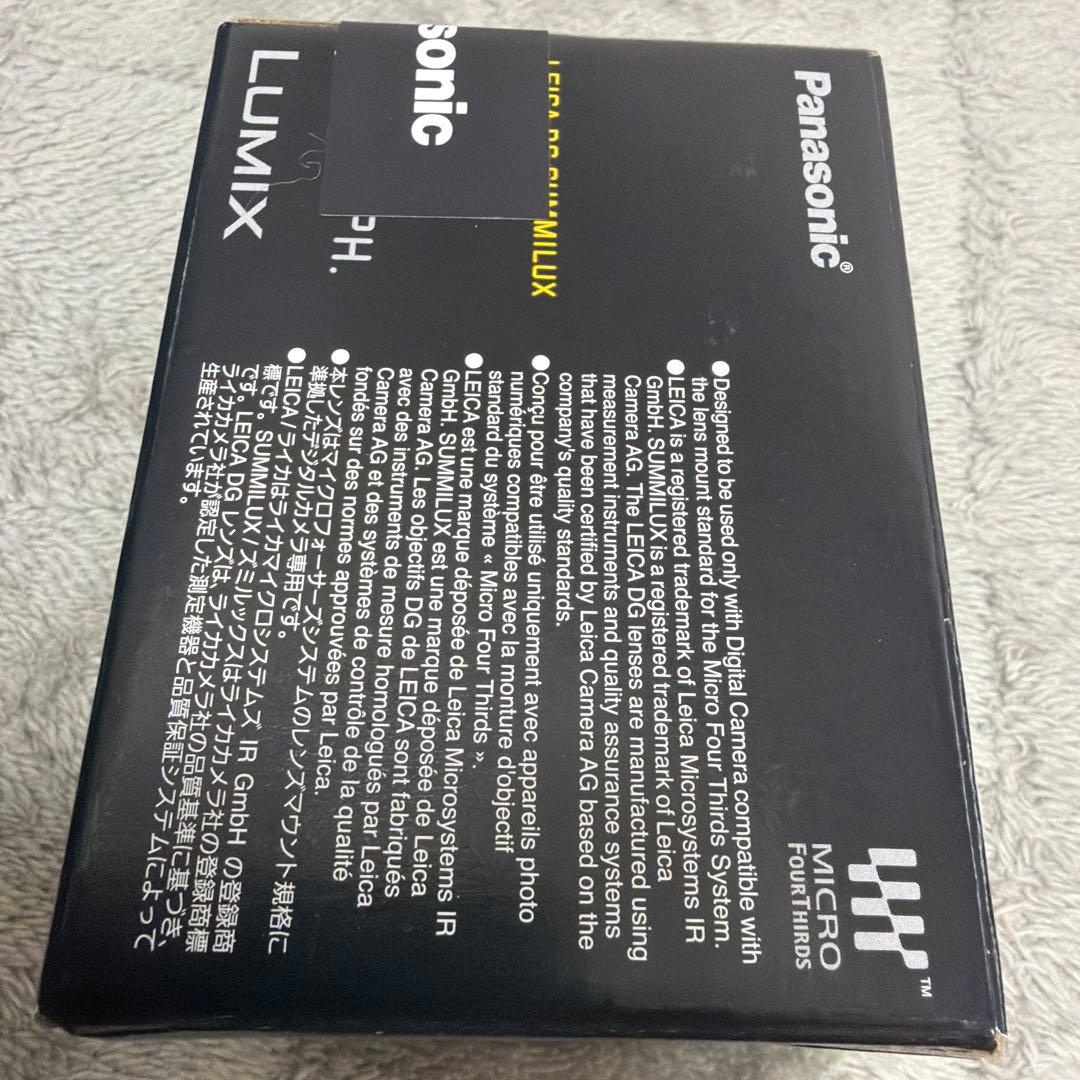 Panasonic®
LEICA DG SUMMILUX
PH.
LUMIX
sonic
MICRO
FOURTHIRDS
TM
●Designed to be used only with Digital Camera compatible with
the lens mount standard for the Micro Four Thirds System.
●LEICA is a registered trademark of Leica Microsystems IR
GmbH. SUMMILUX is a registered trademark of Leica
Camera AG. The LEICA DG lenses are manufactured using
measurement instruments and quality assurance systems
that have been certified by Leica Camera AG based on the
company's quality standards.
●Conçu pour être utilisé uniquement avec appareils photo
numériques compatibles avec la monture d'objectif
standard du système « Micro Four Thirds ».
●LEICA est une marque déposée de Leica Microsystems IR
GmbH. SUMMILUX est une marque déposée de Leica
Camera AG. Les objectifs DG de LEICA sont fabriqués
avec des instruments de mesure homologués par Leica
Camera AG et des systèmes de contrôle de la qualité
fondés sur des normes approuvées par Leica.
●本レンズはマイクロフォーサーズシステムのレンズマウント規格に
準拠したデジタルカメラ専用です。
●LEICA/ライカはライカマイクロシステムズ IR GmbH の登録商
標です。SUMMILUX/ズミルックスはライカカメラ社の登録商標
です。LEICA DG レンズは、ライカカメラ社の品質基準に基づき、
ライカカメラ社が認定した測定機器と品質保証システムによって
生産されています。